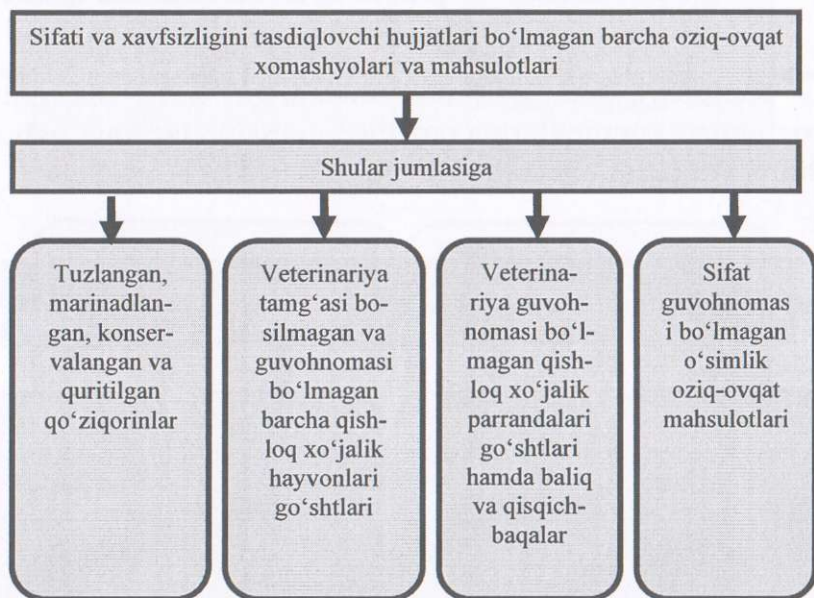 Sifati va xavfsizligini tasdiqlovchi hujjatlari bo‘lmagan barcha oziq-ovqat
xomashyolari va mahsulotlari
Shular jumlasiga
Tuzlangan,
marinadlan-
gan, konser-
valangan va
quritilgan
qo‘ziqorinlar
Veterinariya
tamg‘asi bo-
silmagan va
guvohnomasi
bo‘lmagan
barcha qish-
loq xo‘jalik
hayvonlari
go‘shtlari
Veterina-
riya guvoh-
nomasi bo‘l-
magan qish-
loq xo‘jalik
parrandalari
go‘shtlari
hamda baliq
va qisqich-
baqalar
Sifat
guvohnomas
i bo‘lmagan
o‘simlik
oziq-ovqat
mahsulotlari